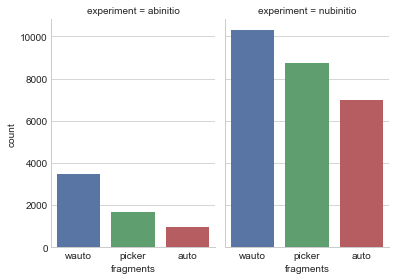 experiment = abinitio
experiment = nubinitio
10000
8000
6000
4000
2000
0
count
wauto picker auto
wauto picker auto
fragments
fragments